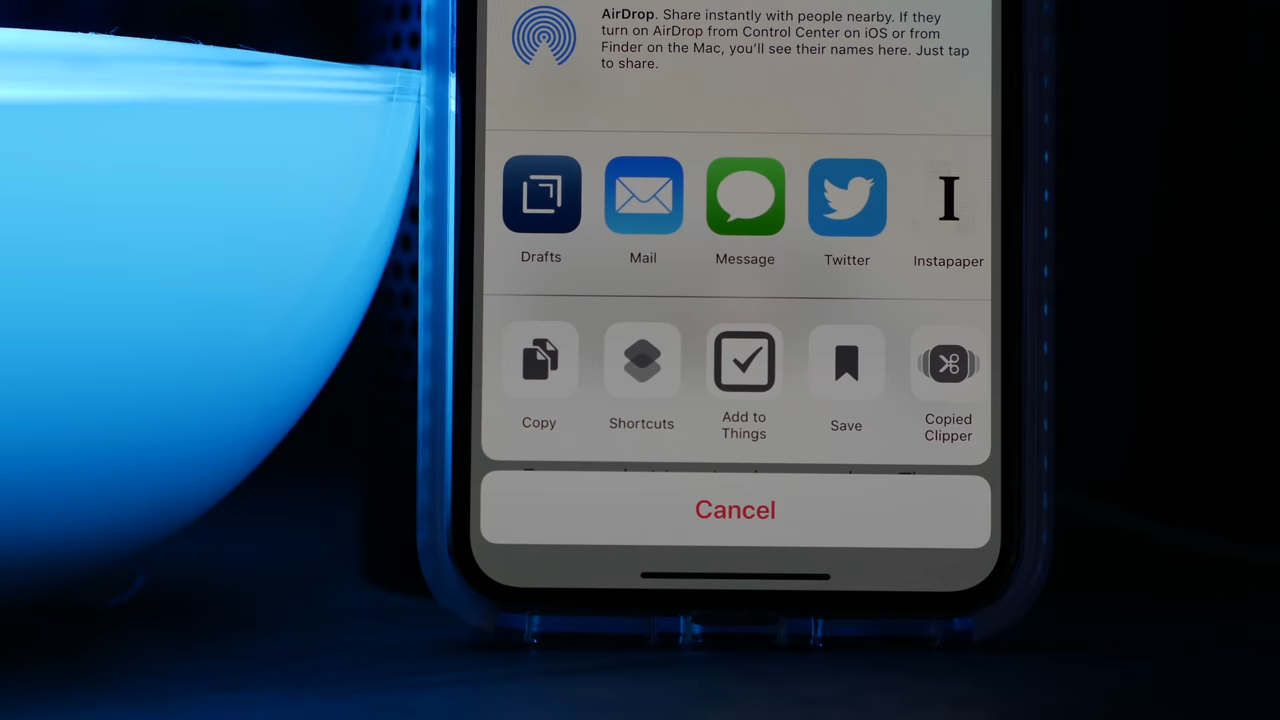 AirDrop. Share instantly with people nearby. If they
turn on AirDrop from Control Center on iOS or from
Finder on the Mac, you’ll see their names here. Just tap
to share.
Drafts
Mail
Message
Twitter
I
Instapaper
Copy
Shortcuts
Add to
Things
Save
Copied
Clipper
Cancel